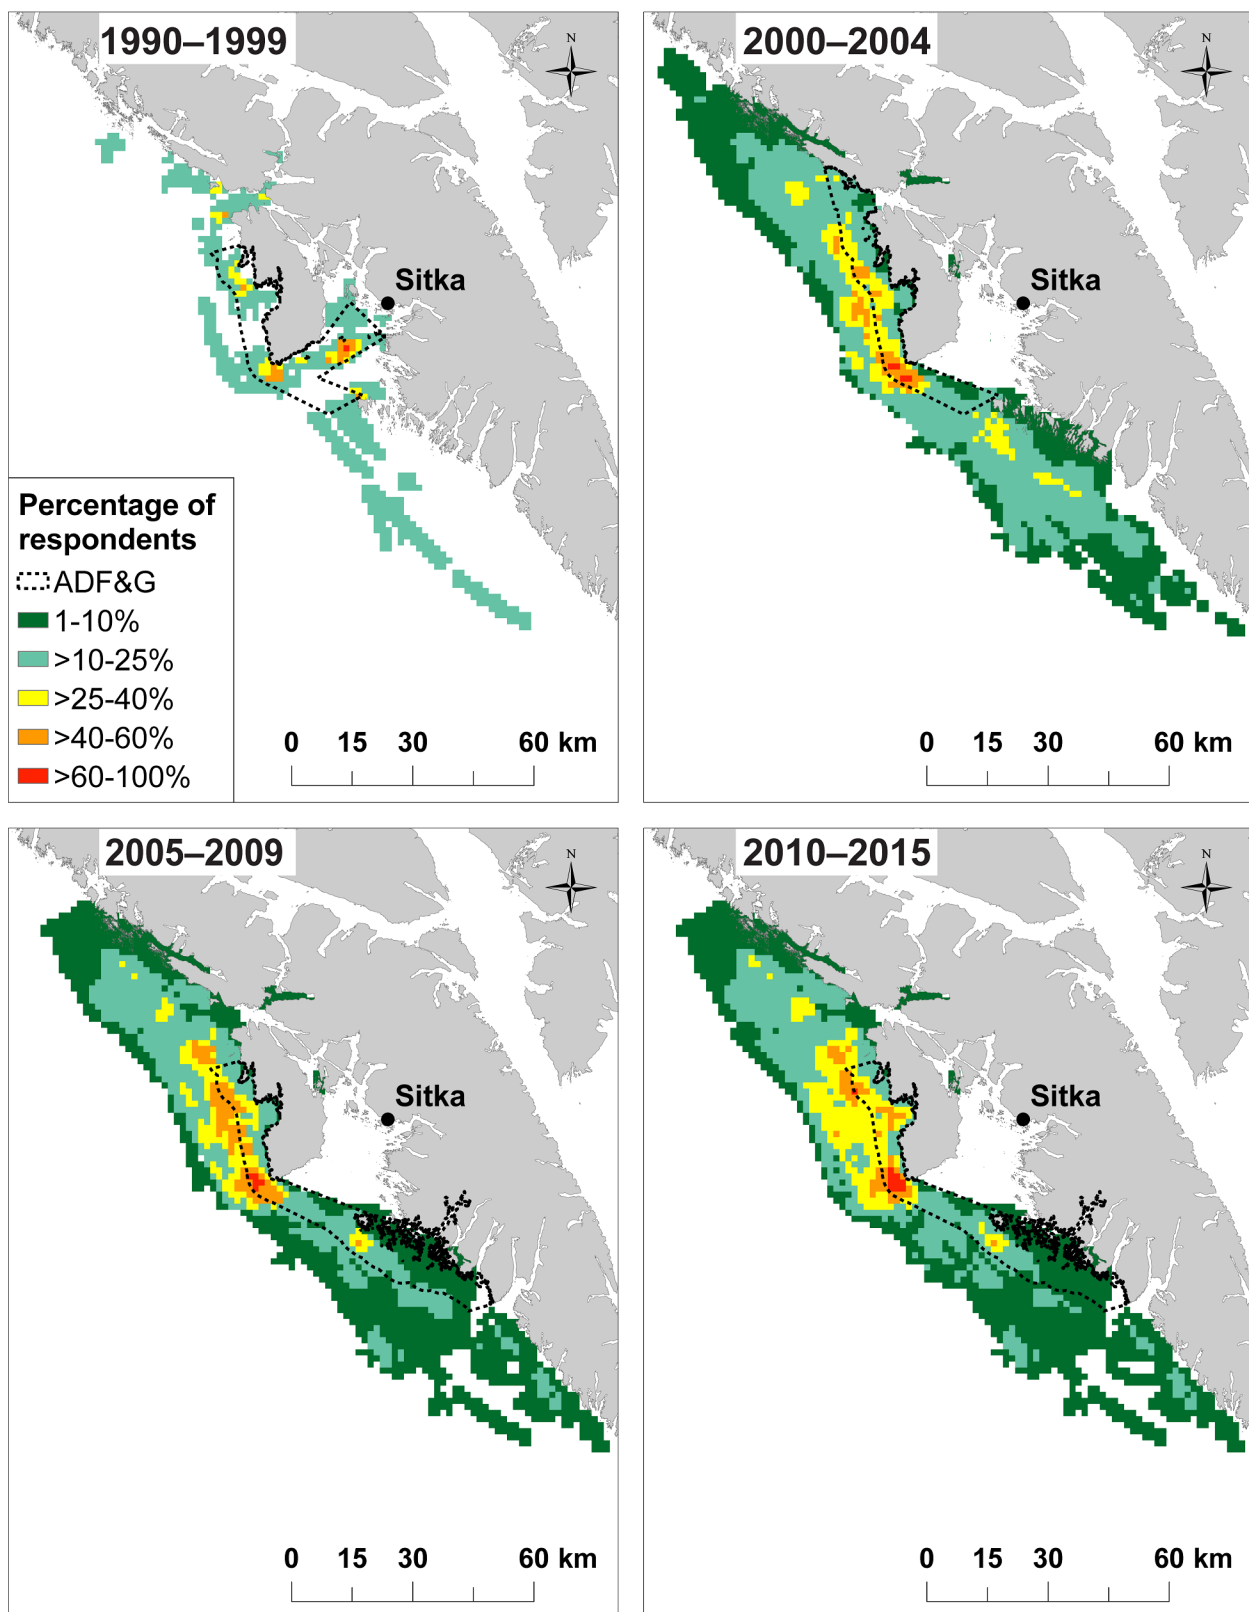 1990–1999
N
Sitka
Percentage of
respondents
ADF&G
1-10%
>10-25%
>25-40%
>40-60%
>60-100%
0 15 30 60 km
2000–2004
N
Sitka
0 15 30 60 km
2005–2009
N
Sitka
0 15 30 60 km
2010–2015
N
Sitka
0 15 30 60 km